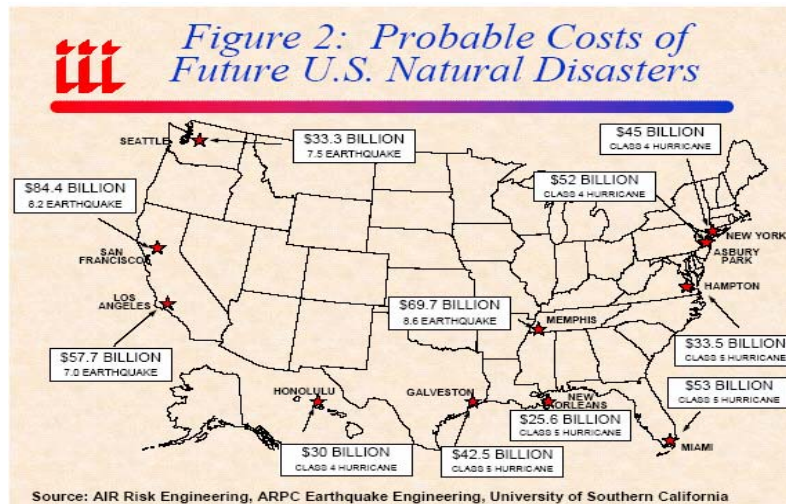 iii
Figure 2: Probable Costs of
Future U.S. Natural Disasters
SEATTLE
$33.3 BILLION
7.5 EARTHQUAKE
$45 BILLION
CLASS 4 HURRICANE
$84.4 BILLION
8.2 EARTHQUAKE
$52 BILLION
CLASS 4 HURRICANE
NEW YORK
ASBURY
PARK
SAN
FRANCISCO
HAMPTON
LOS
ANGELES
$69.7 BILLION
8.6 EARTHQUAKE
MEMPHIS
$57.7 BILLION
7.0 EARTHQUAKE
$33.5 BILLION
CLASS 5 HURRICANE
HONOLULU
GALVESTON
NEW
ORLEANS
$53 BILLION
CLASS 5 HURRICANE
$25.6 BILLION
CLASS 5 HURRICANE
MIAMI
$30 BILLION
CLASS 4 HURRICANE
$42.5 BILLION
CLASS 5 HURRICANE
Source: AIR Risk Engineering, ARPC Earthquake Engineering, University of Southern California